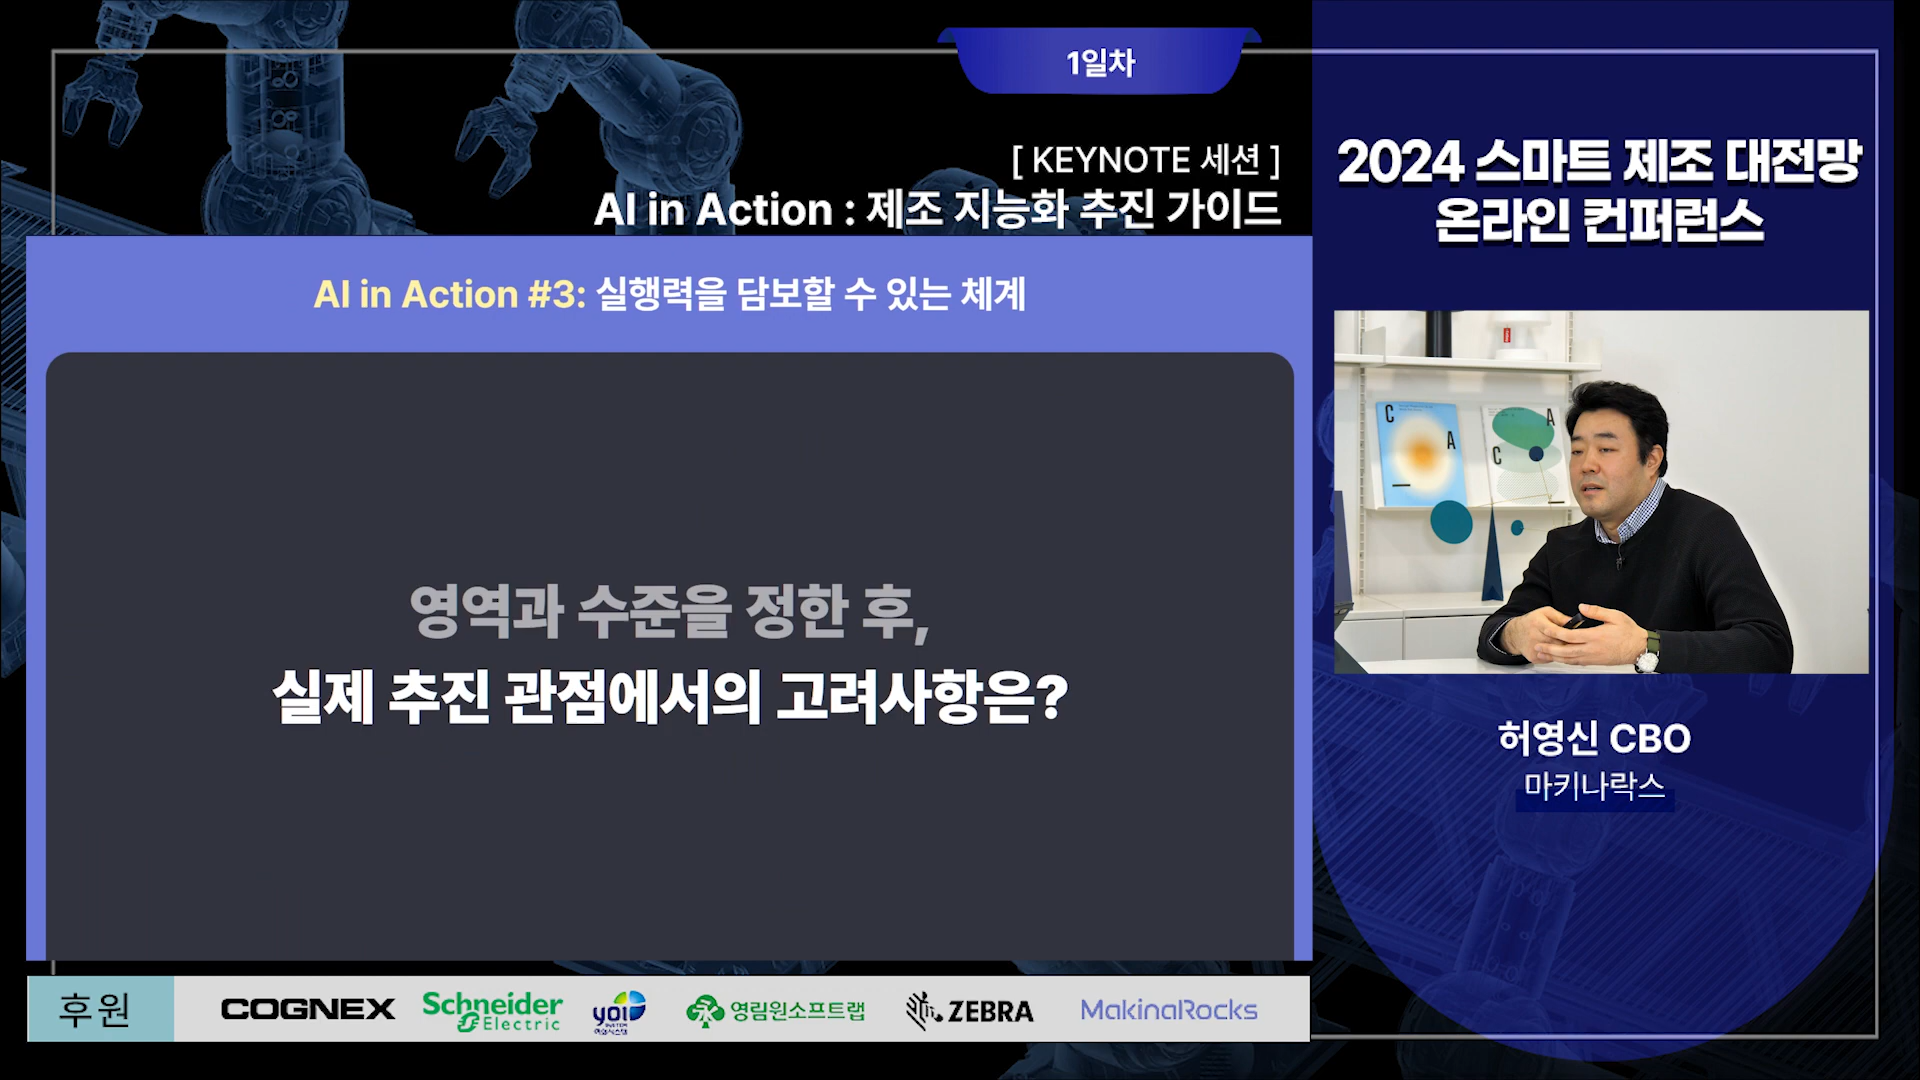 1일차
[ KEYNOTE 세션 ]
AI in Action : 제조 지능화 추진 가이드
AI in Action #3: 실행력을 담보할 수 있는 체계
영역과 수준을 정한 후,
실제 추진 관점에서의 고려사항은?
2024 스마트 제조 대전망
온라인 컨퍼런스
C A
A C
허영신 CBO
마키나락스
후원
COGNEX
Schneider Electric
yoi
영림원소프트랩
ZEBRA
MakinaRocks